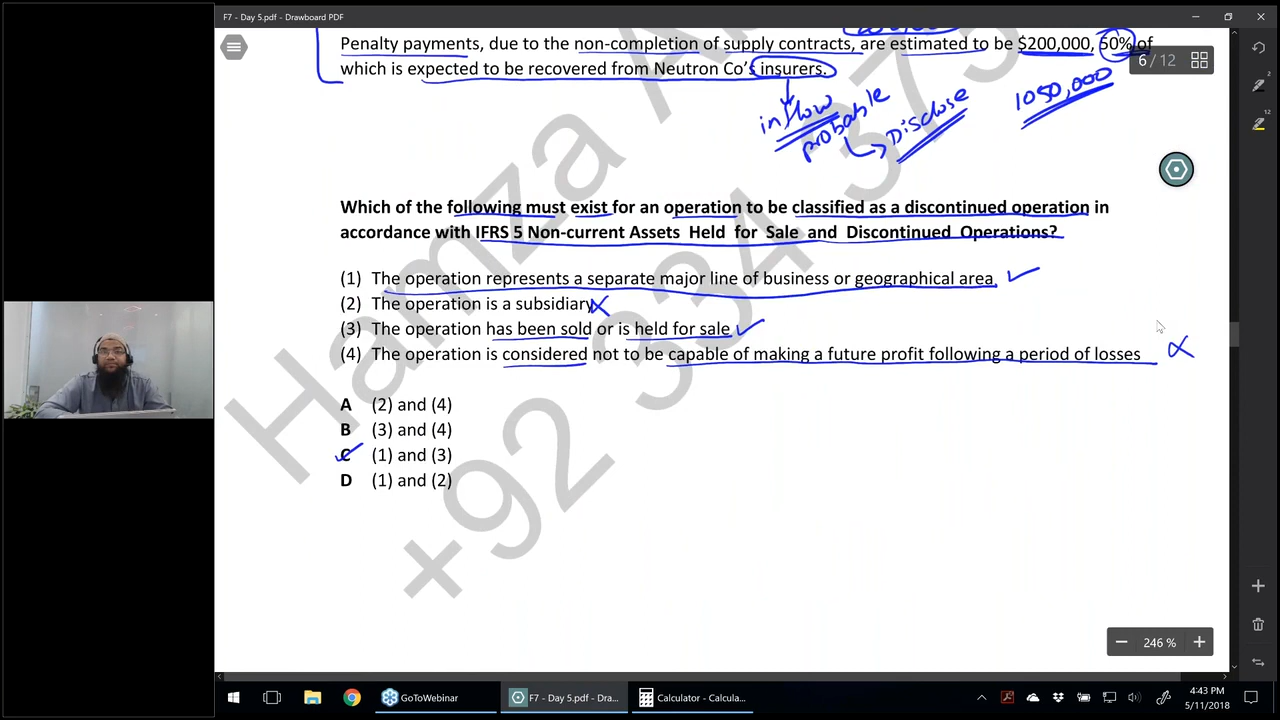 F7 - Day 5.pdf - Drawboard PDF
Penalty payments, due to the non-completion of supply contracts, are estimated to be $200,000, 50% of
which is expected to be recovered from Neutron Co's insurers.
6 / 12
inflow
probable
Disclose
1050,000
Which of the following must exist for an operation to be classified as a discontinued operation in
accordance with IFRS 5 Non-current Assets Held for Sale and Discontinued Operations?
(1) The operation represents a separate major line of business or geographical area.
(2) The operation is a subsidiary
(3) The operation has been sold or is held for sale
(4) The operation is considered not to be capable of making a future profit following a period of losses
A (2) and (4)
B (3) and (4)
C (1) and (3)
D (1) and (2)
Hamza A
+92 334 375
246 %
GoToWebinar
F7 - Day 5.pdf - Dra...
Calculator - Calcula...
4:43 PM
5/11/2018
12